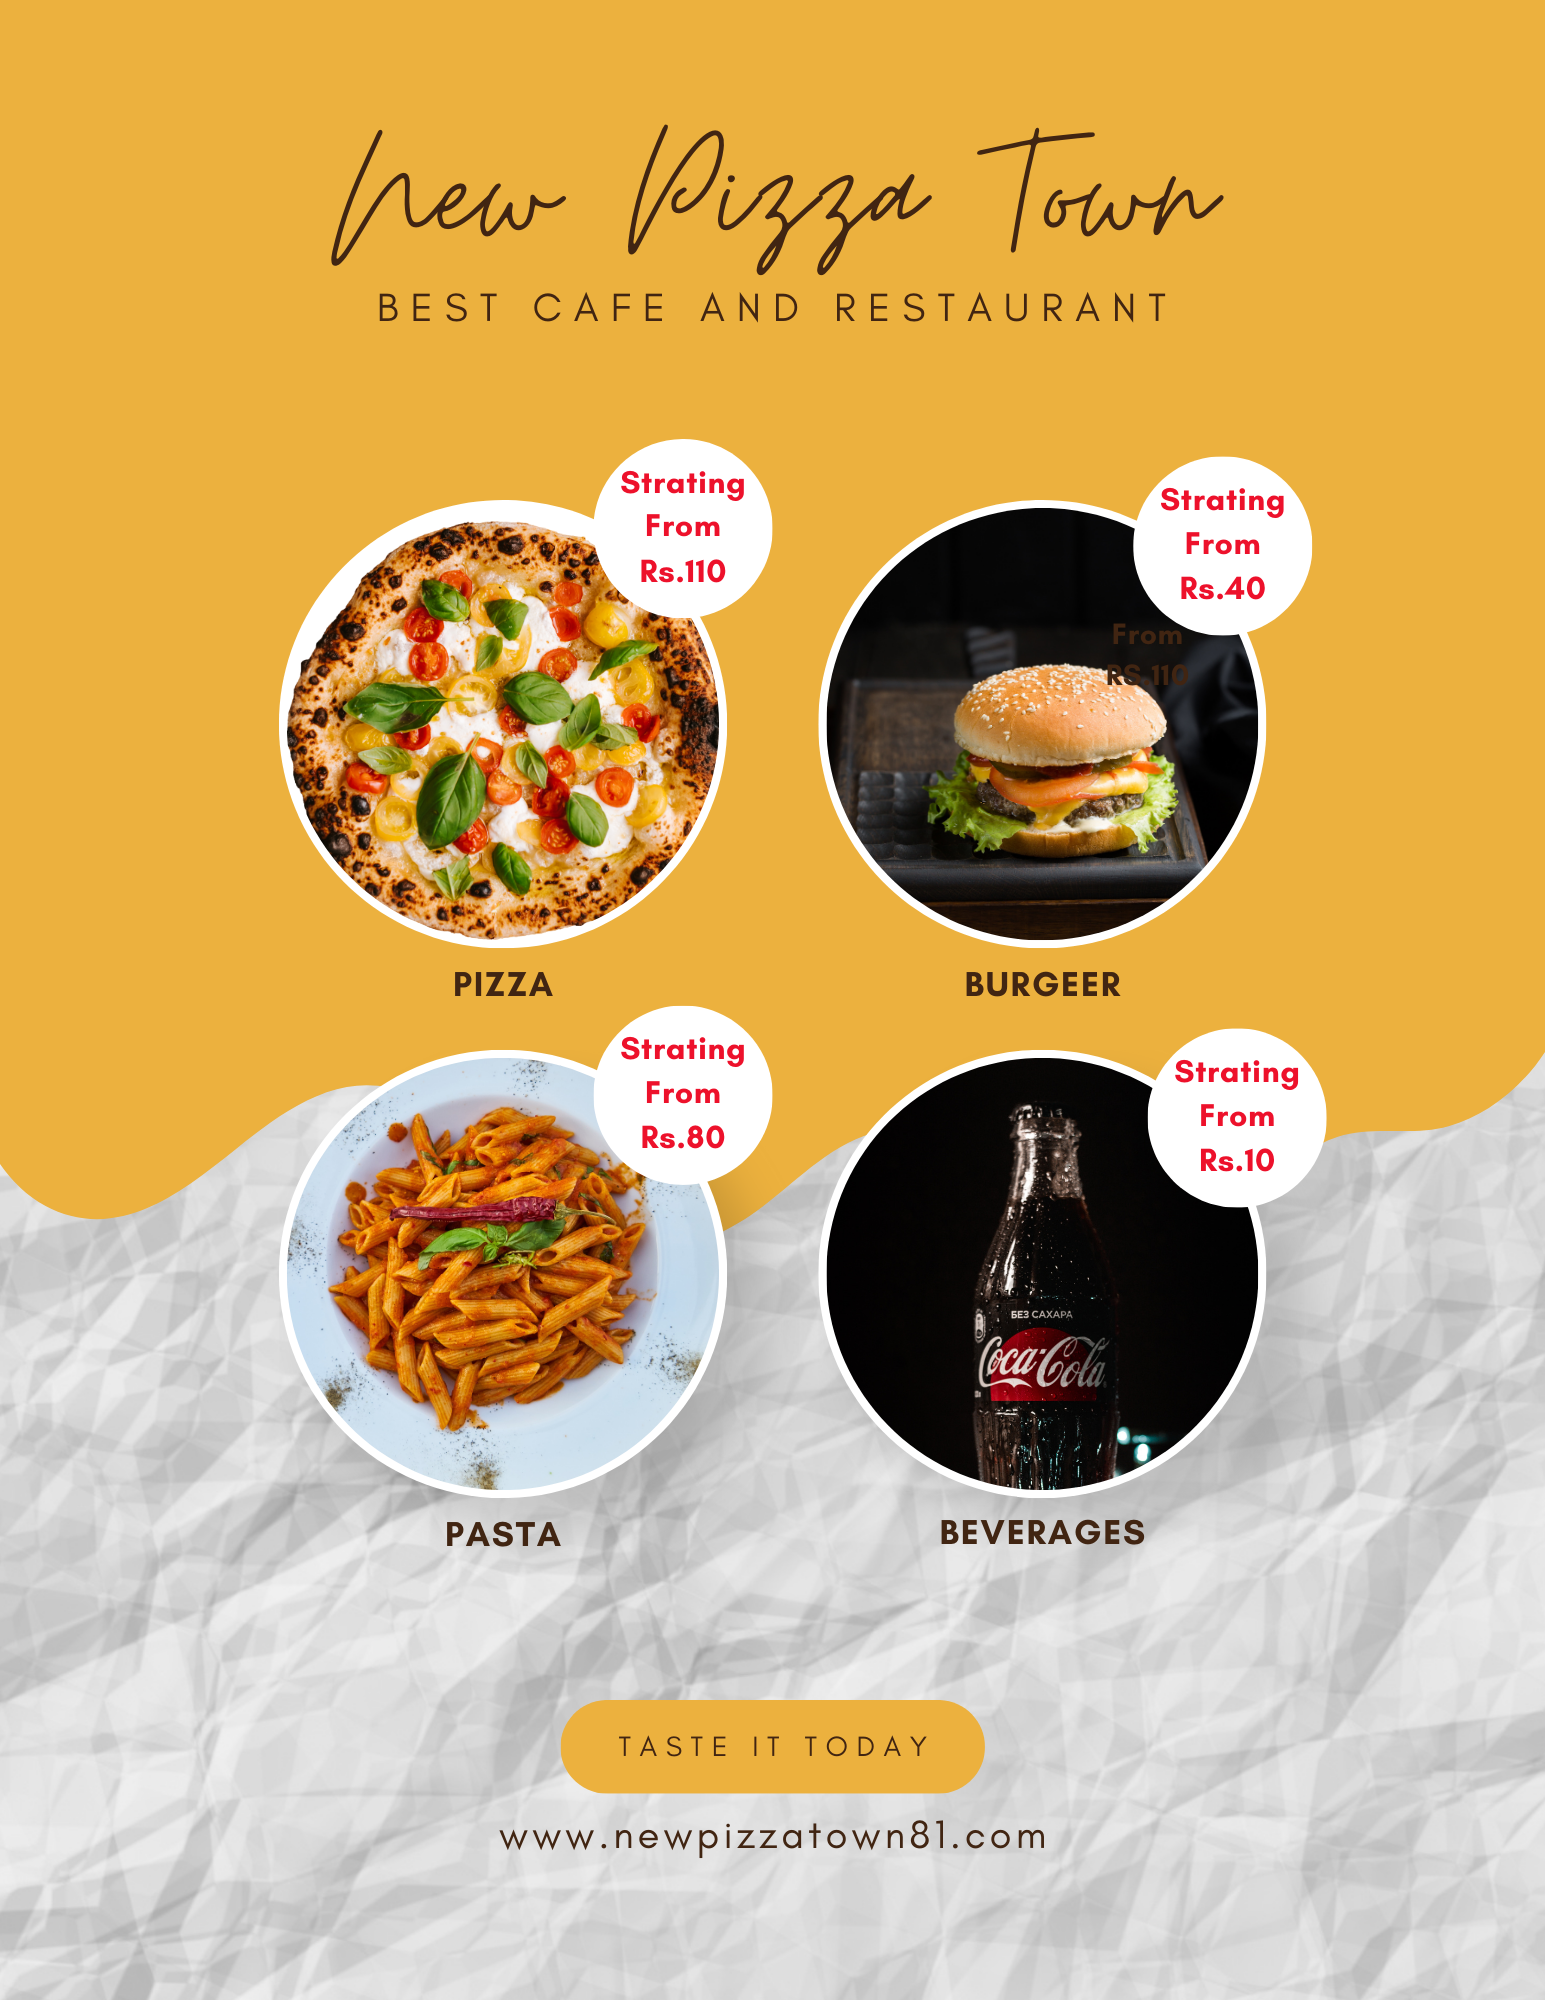 New Pizza Town
BEST CAFE AND RESTAURANT
Strating
From
Rs.110
Strating
From
Rs.40
From
RS.110
PIZZA
BURGEER
Strating
From
Rs.80
Strating
From
Rs.10
БЕЗ САХАРА
Coca-Cola
PASTA
BEVERAGES
TASTE IT TODAY
www.newpizzatown81.com